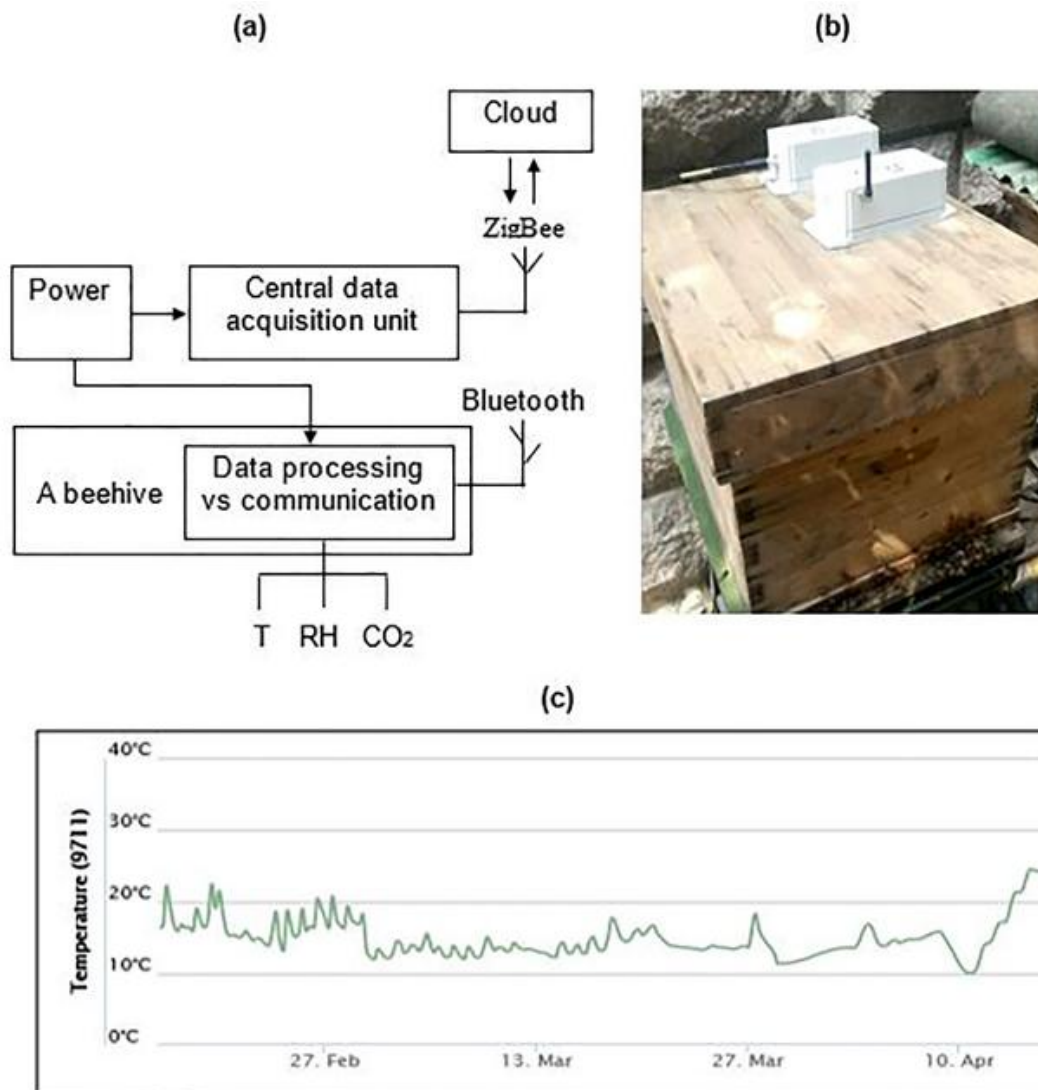 (a)
(b)
Cloud
ZigBee
Power
Central data
acquisition unit
Bluetooth
A beehive
Data processing
vs communication
T RH CO₂
(c)
Temperature (9711)
40°C
30°C
20°C
10°C
0°C
27. Feb 13. Mar 27. Mar 10. Apr